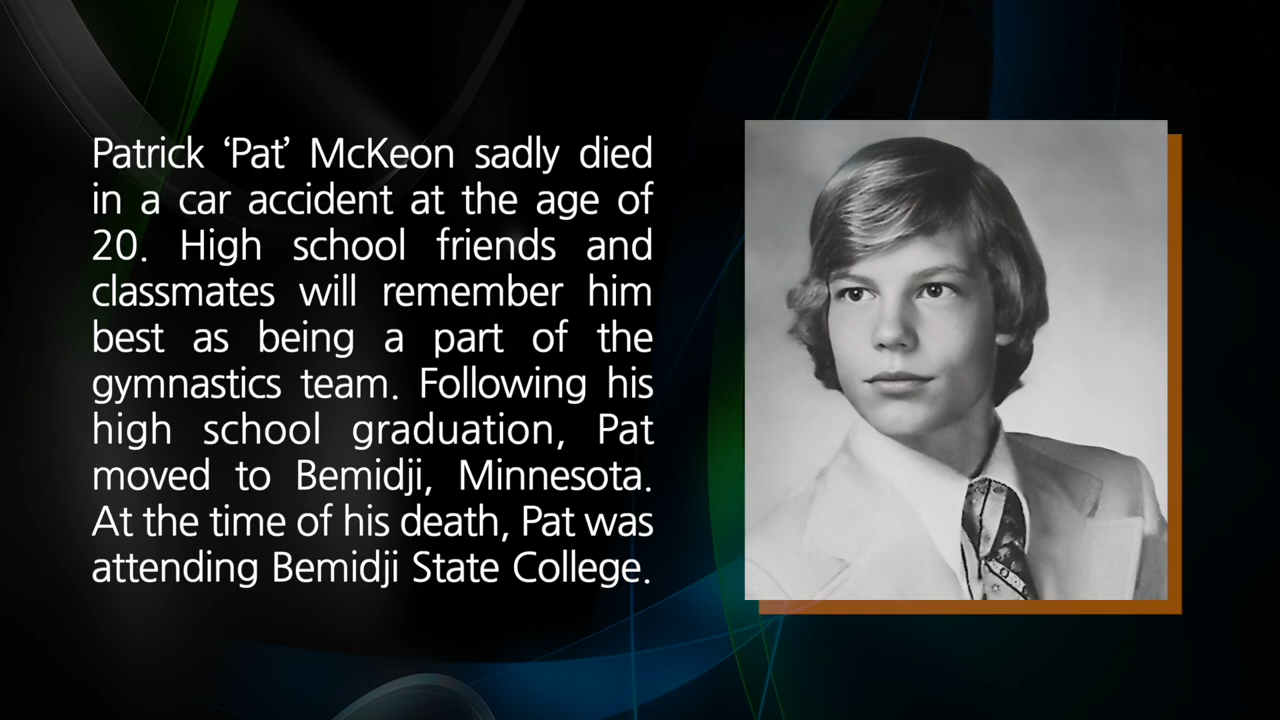 Patrick ‘Pat’ McKeon sadly died
in a car accident at the age of
20. High school friends and
classmates will remember him
best as being a part of the
gymnastics team. Following his
high school graduation, Pat
moved to Bemidji, Minnesota.
At the time of his death, Pat was
attending Bemidji State College.